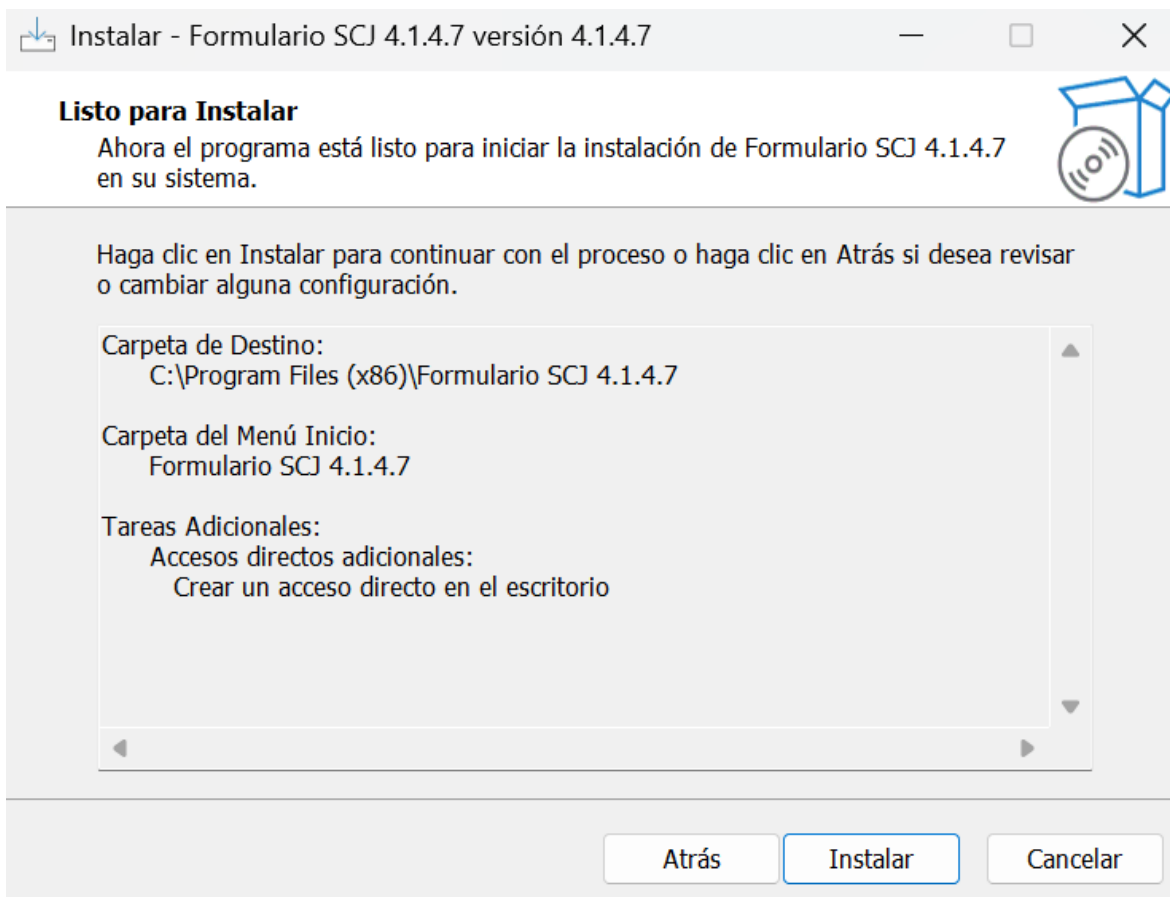 Instalar - Formulario SCJ 4.1.4.7 versión 4.1.4.7
Listo para Instalar
Ahora el programa está listo para iniciar la instalación de Formulario SCJ 4.1.4.7
en su sistema.
Haga clic en Instalar para continuar con el proceso o haga clic en Atrás si desea revisar
o cambiar alguna configuración.
Carpeta de Destino:
C:\Program Files (x86)\Formulario SCJ 4.1.4.7
Carpeta del Menú Inicio:
Formulario SCJ 4.1.4.7
Tareas Adicionales:
Accesos directos adicionales:
Crear un acceso directo en el escritorio
Atrás
Instalar
Cancelar